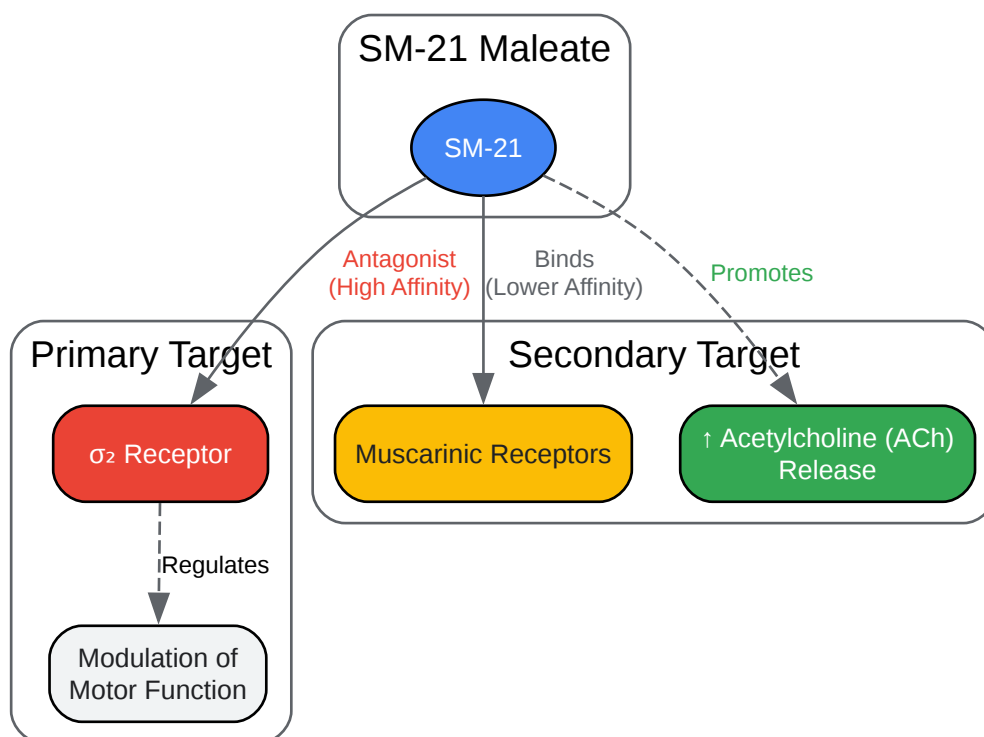 SM-21 Maleate
SM-21
Antagonist
(High Affinity)
Binds
(Lower Affinity)
Promotes
Primary Target
Secondary Target
σ₂ Receptor
Muscarinic Receptors
↑ Acetylcholine (ACh)
Release
Regulates
Modulation of
Motor Function